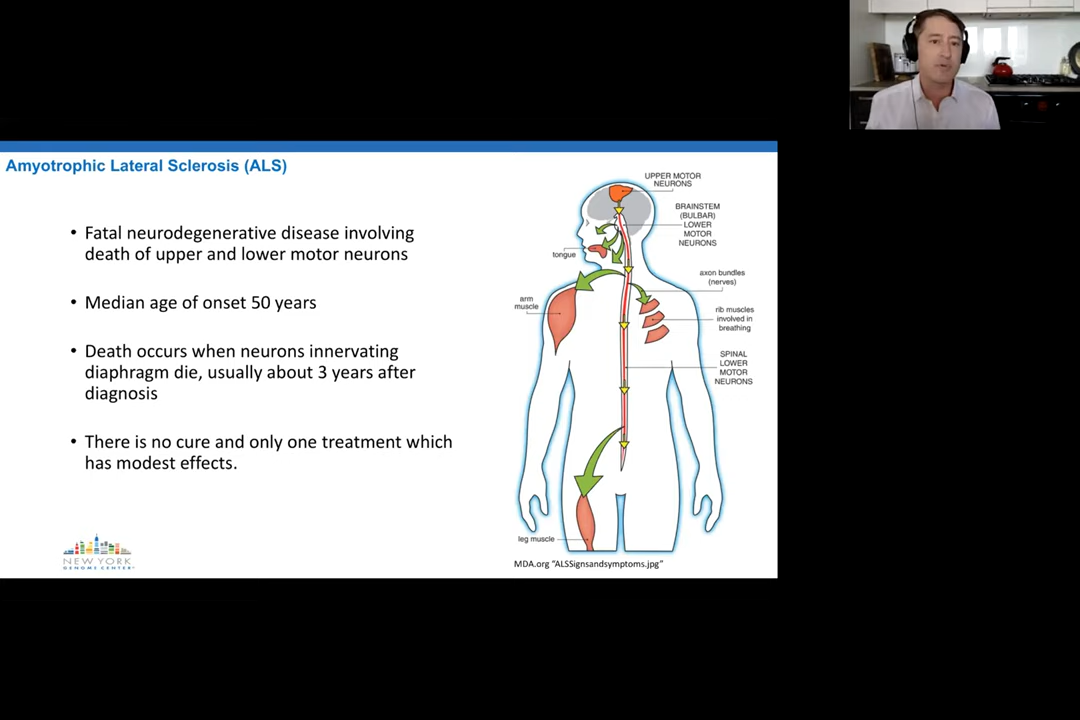 Amyotrophic Lateral Sclerosis (ALS)
• Fatal neurodegenerative disease involving
death of upper and lower motor neurons
• Median age of onset 50 years
• Death occurs when neurons innervating
diaphragm die, usually about 3 years after
diagnosis
• There is no cure and only one treatment which
has modest effects.
UPPER MOTOR
NEURONS
BRAINSTEM
(BULBAR)
LOWER
MOTOR
NEURONS
tongue
axon bundles
(nerves)
arm
muscle
rib muscles
involved in
breathing
SPINAL
LOWER
MOTOR
NEURONS
leg muscle
MDA.org "ALSSignsandsymptoms.jpg"
NEW YORK
GENOME CENTER